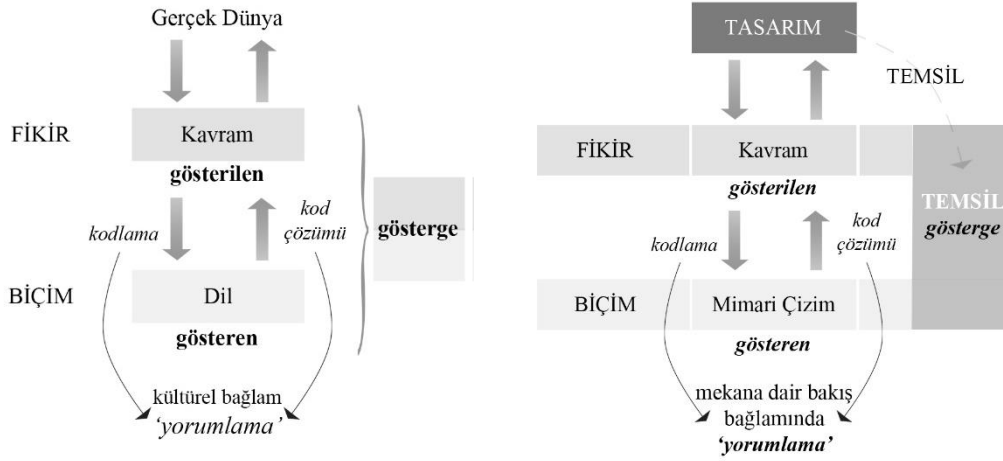 Gerçek Dünya
FİKİR
Kavram
gösterilen
kodlama
kod
çözümü
gösterge
BİÇİM
Dil
gösteren
kültürel bağlam
‘yorumlama’
TASARIM
TEMSİL
FİKİR
Kavram
gösterilen
TEMSİL
gösterge
kodlama
kod
çözümü
BİÇİM
Mimari Çizim
gösteren
mekana dair bakış
bağlamında
‘yorumlama’